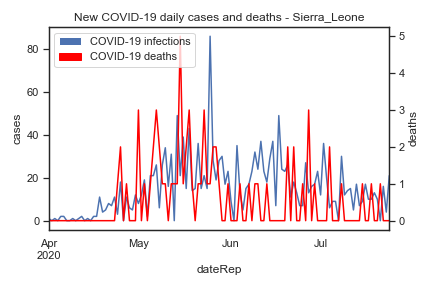 New COVID-19 daily cases and deaths - Sierra_Leone
COVID-19 infections
COVID-19 deaths
80
60
40
20
0
cases
5
4
3
2
1
0
deaths
Apr
2020
May
Jun
Jul
dateRep